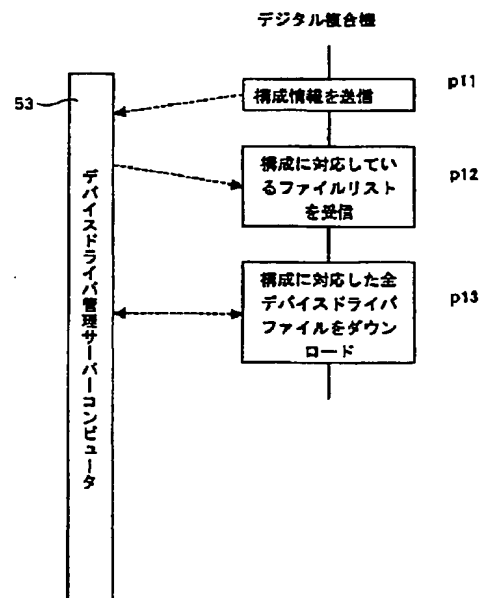 デジタル複合機
53
構成情報を送信
p11
構成に対応してい
るファイルリスト
を受信
p12
構成に対応した全
デバイスドライバ
ファイルをダウン
ロード
p13
デバイスドライバ管理サーバーコンピュータ